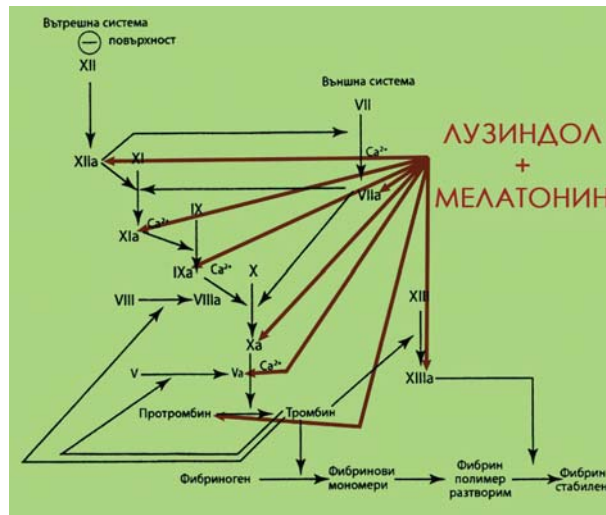 Вътрешна система
повърхност
XII
Външна система
VII
ЛУЗИНДОЛ
+
МЕЛАТОНИН
Ca²⁺
XIIa
XI
VIIa
IX
XIa
Ca²⁺
IXa
Ca²⁺
X
VIII
VIIIa
XIII
Xa
V
Va
Ca²⁺
XIIIa
Протромбин
Тромбин
Фибриноген
Фибринови
мономери
Фибрин
полимер
разтворим
Фибрин
стабилен